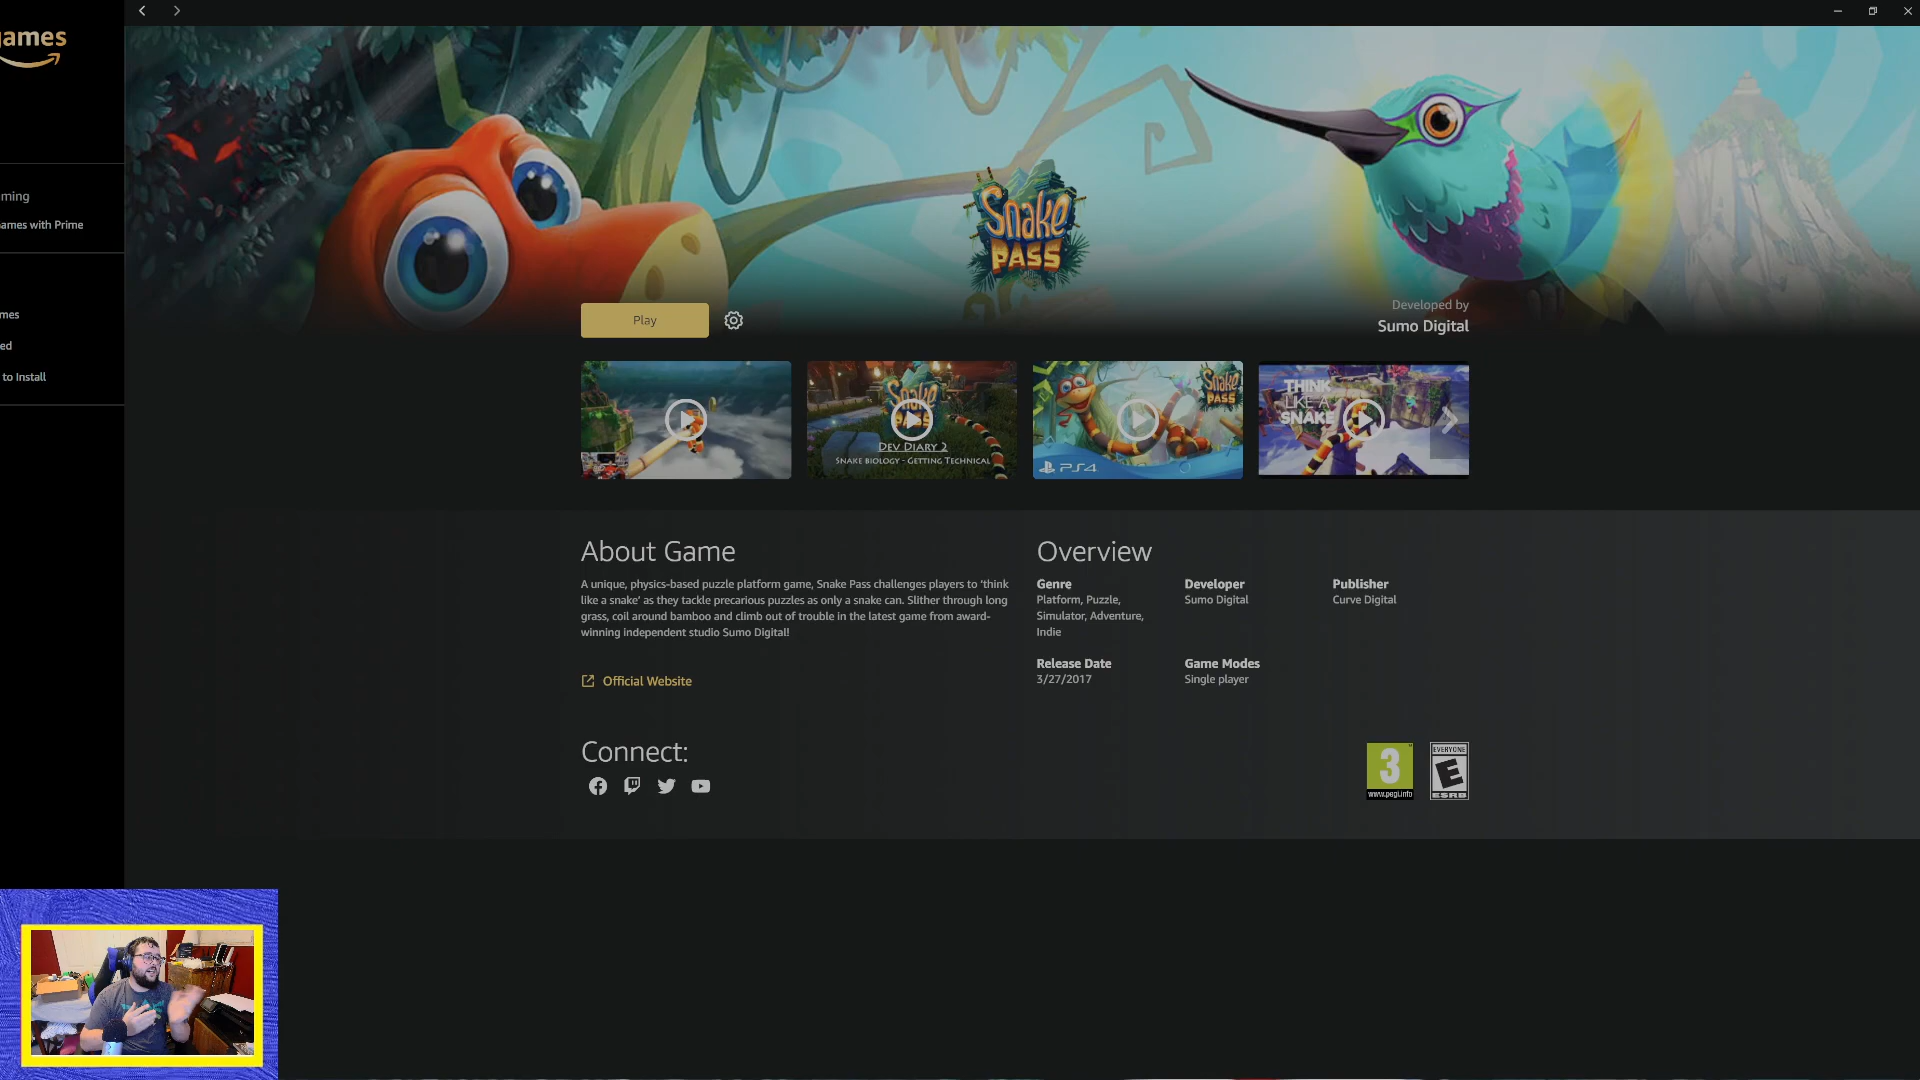 games
ming
ames with Prime
mes
ed
to Install
Snake
PASS
Play
Developed by
Sumo Digital
Snake
PASS
DEV DIARY 2
SNAKE BIOLOGY - GETTING TECHNICAL
Snake
PASS
PS4
THINK
LIKE A
SNAKE
About Game
A unique, physics-based puzzle platform game, Snake Pass challenges players to ‘think
like a snake’ as they tackle precarious puzzles as only a snake can. Slither through long
grass, coil around bamboo and climb out of trouble in the latest game from award-
winning independent studio Sumo Digital!
Official Website
Overview
Genre
Platform, Puzzle,
Simulator, Adventure,
Indie
Developer
Sumo Digital
Publisher
Curve Digital
Release Date
3/27/2017
Game Modes
Single player
Connect:
3
www.pegi.info
EVERYONE
E
ESRB